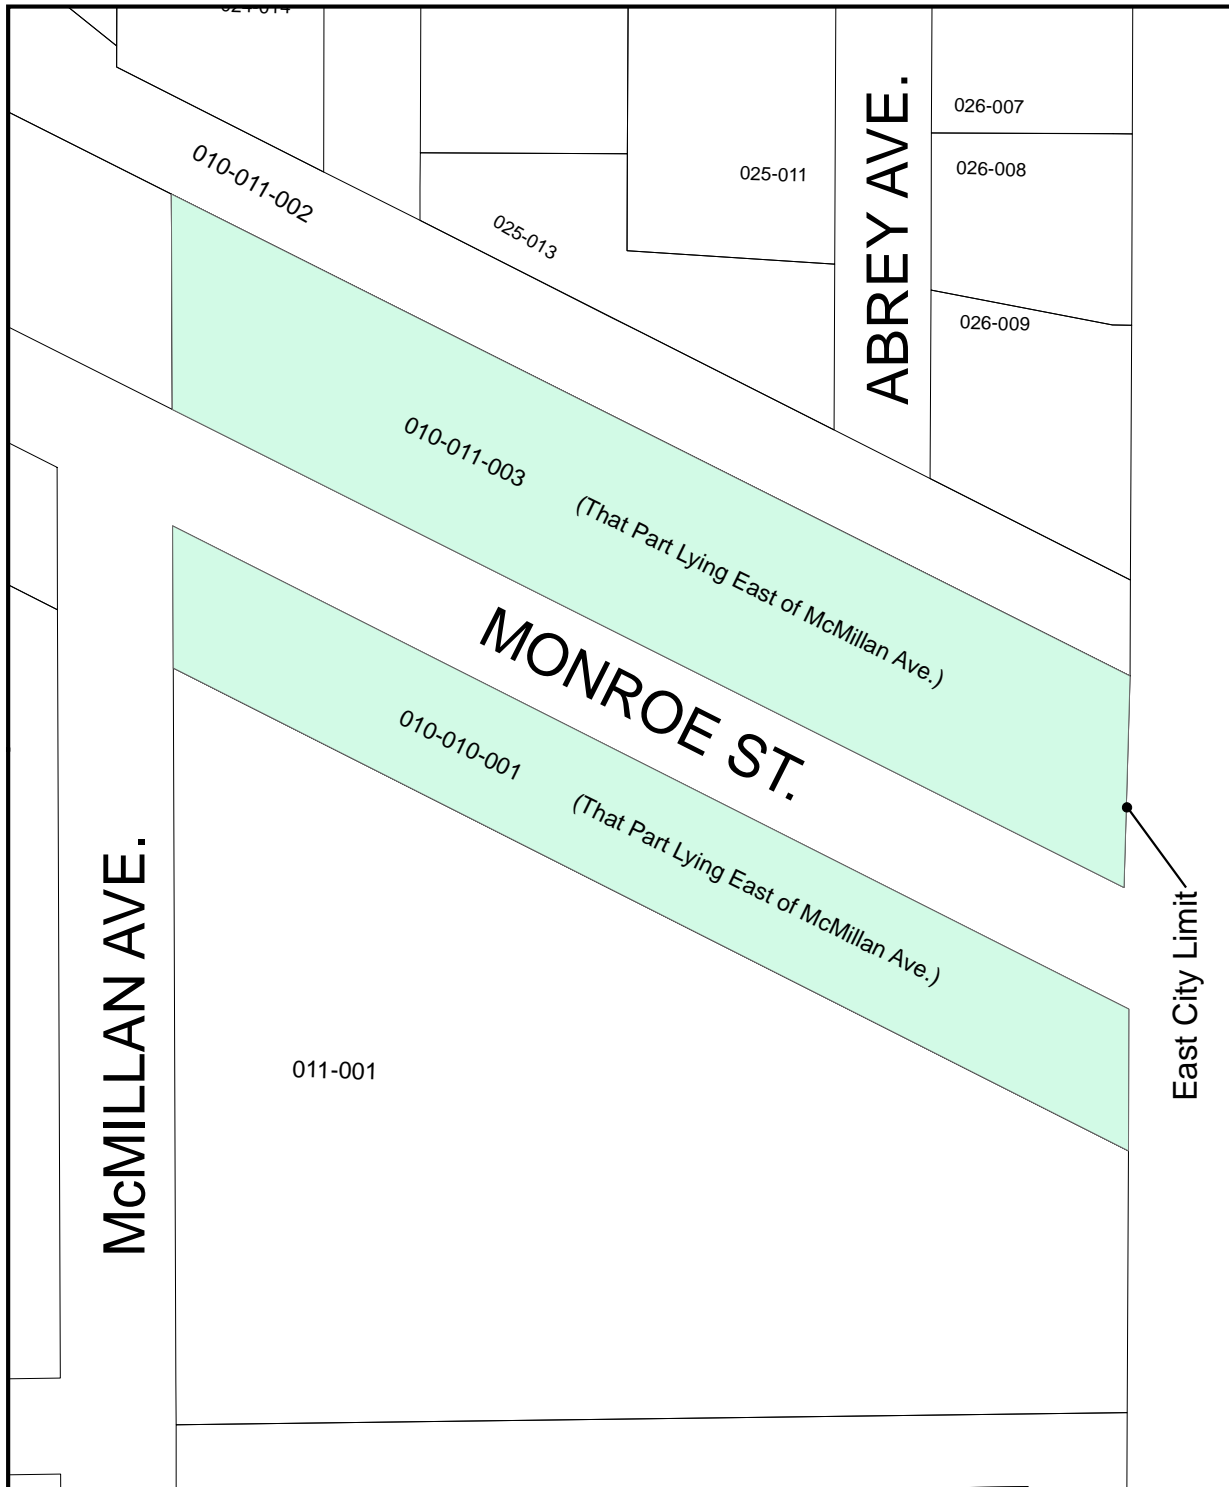 026-007
010-011-002
025-011
026-008
025-013
ABREY AVE.
026-009
010-011-003
(That Part Lying East of McMillan Ave.)
MONROE ST.
010-010-001
(That Part Lying East of McMillan Ave.)
McMILLAN AVE.
East City Limit
011-001